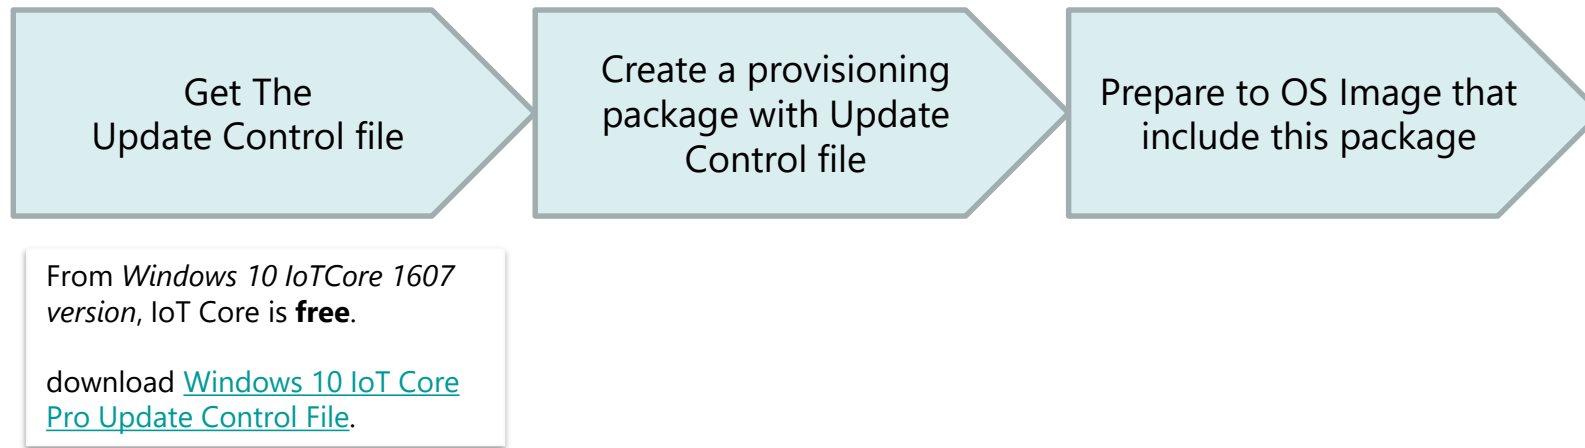 Get The
Update Control file
Create a provisioning
package with Update
Control file
Prepare to OS Image that
include this package
From Windows 10 IoTCore 1607
version, IoT Core is free.
download Windows 10 IoT Core
Pro Update Control File.